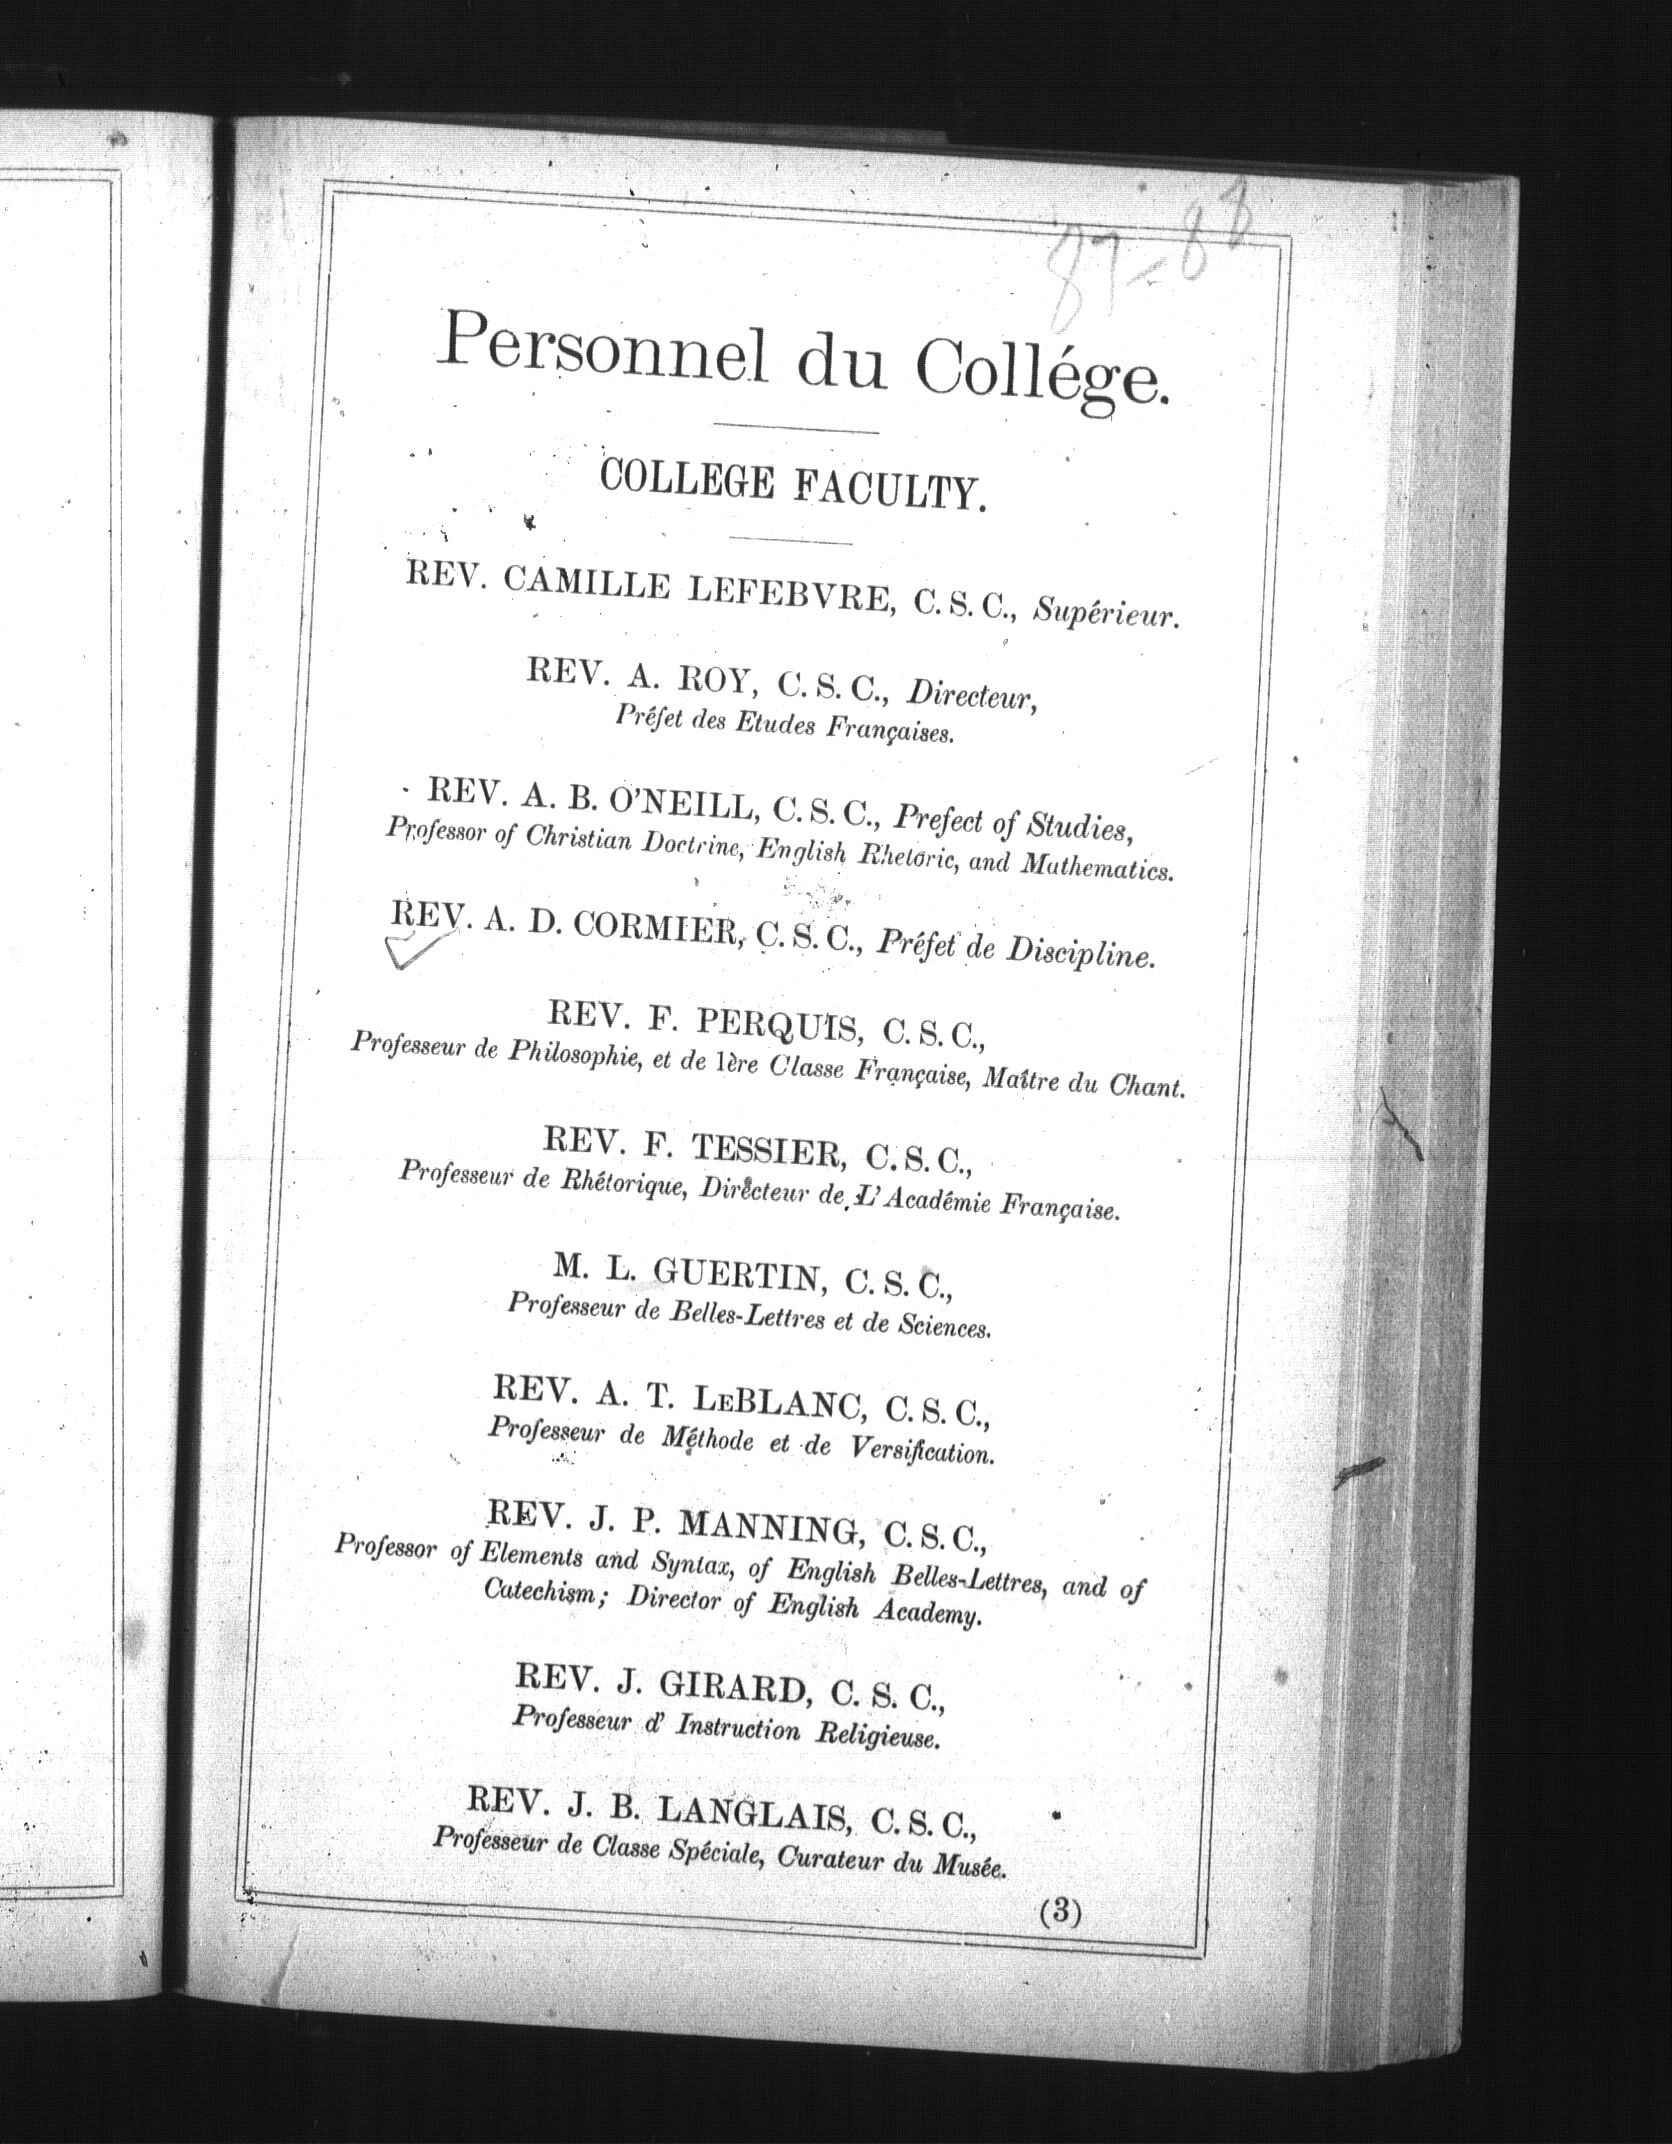 87-88
Personnel du Collége.
COLLEGE FACULTY.
REV. CAMILLE LEFEBVRE, C. S. C., Supérieur.
REV. A. ROY, C. S. C., Directeur,
Préfet des Etudes Françaises.
REV. A. B. O'NEILL, C. S. C., Prefect of Studies,
Professor of Christian Doctrine, English Rhetoric, and Mathematics.
REV. A. D. CORMIER, C. S. C., Préfet de Discipline.
REV. F. PERQUIS, C. S. C.,
Professeur de Philosophie, et de 1ère Classe Française, Maître du Chant.
REV. F. TESSIER, C. S. C.,
Professeur de Rhétorique, Directeur de L'Académie Française.
M. L. GUERTIN, C. S. C.,
Professeur de Belles-Lettres et de Sciences.
REV. A. T. LEBLANC, C. S. C.,
Professeur de Méthode et de Versification.
REV. J. P. MANNING, C. S. C.,
Professor of Elements and Syntax, of English Belles-Lettres, and of
Catechism; Director of English Academy.
REV. J. GIRARD, C. S. C.,
Professeur d' Instruction Religieuse.
REV. J. B. LANGLAIS, C. S. C.,
Professeur de Classe Spéciale, Curateur du Musée.
(3)